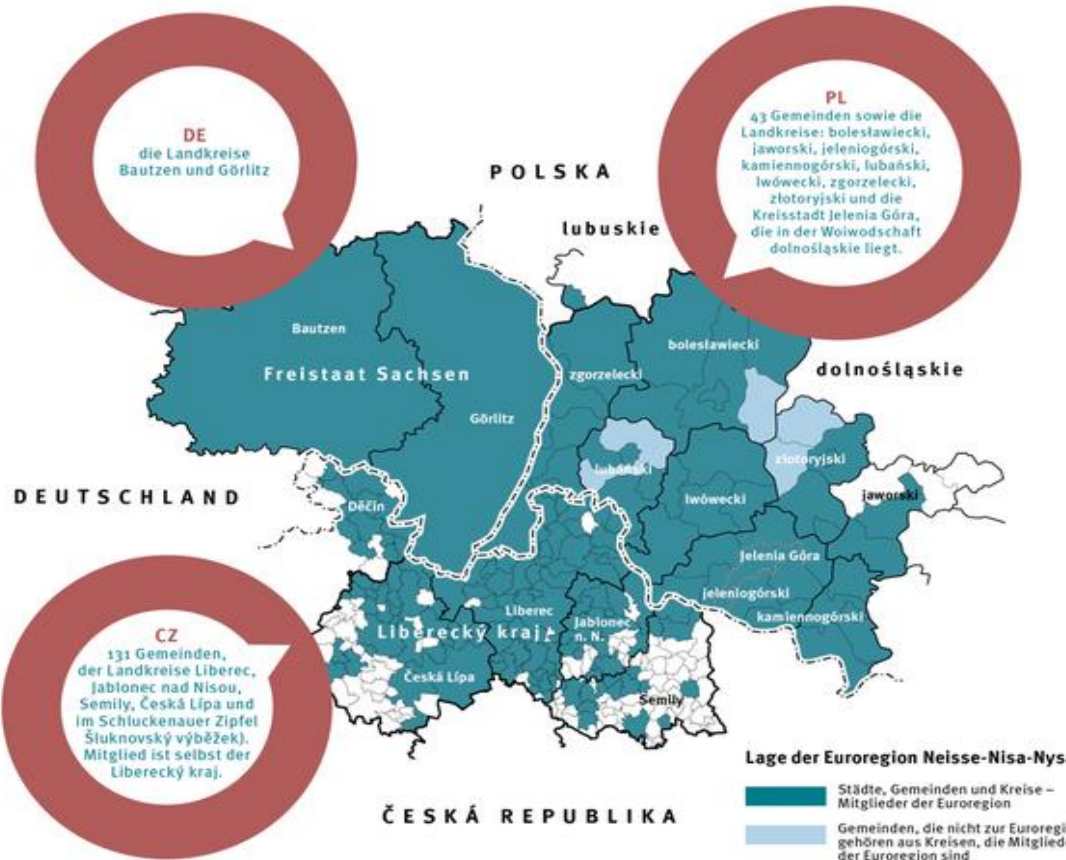 DE
die Landkreise
Bautzen und Görlitz
PL
43 Gemeinden sowie die
Landkreise: bolesławiecki,
jaworski, jeleniogórski,
kamiennogórski, lubański,
lwówecki, zgorzelecki,
złotoryjski und die
Kreisstadt Jelenia Góra,
die in der Woiwodschaft
dolnośląskie liegt.
POLSKA
lubuskie
Bautzen
bolesławiecki
Freistaat Sachsen
zgorzelecki
dolnośląskie
Görlitz
lubański
złotoryjski
DEUTSCHLAND
Děčín
lwówecki
jaworski
Jelenia Góra
jeleniogórski
kamiennogórski
Liberec
Jablonec
n. N.
Liberecký kraj
Česká Lípa
Semily
CZ
131 Gemeinden,
der Landkreise Liberec,
Jablonec nad Nisou,
Semily, Česká Lípa und
im Schluckenauer Zipfel
Šluknovský výběžek).
Mitglied ist selbst der
Liberecký kraj.
ČESKÁ REPUBLIKA
Lage der Euroregion Neisse-Nisa-Nys
Städte, Gemeinden und Kreise –
Mitglieder der Euroregion
Gemeinden, die nicht zur Euroregi
gehören aus Kreisen, die Mitglied
der Euroregion sind